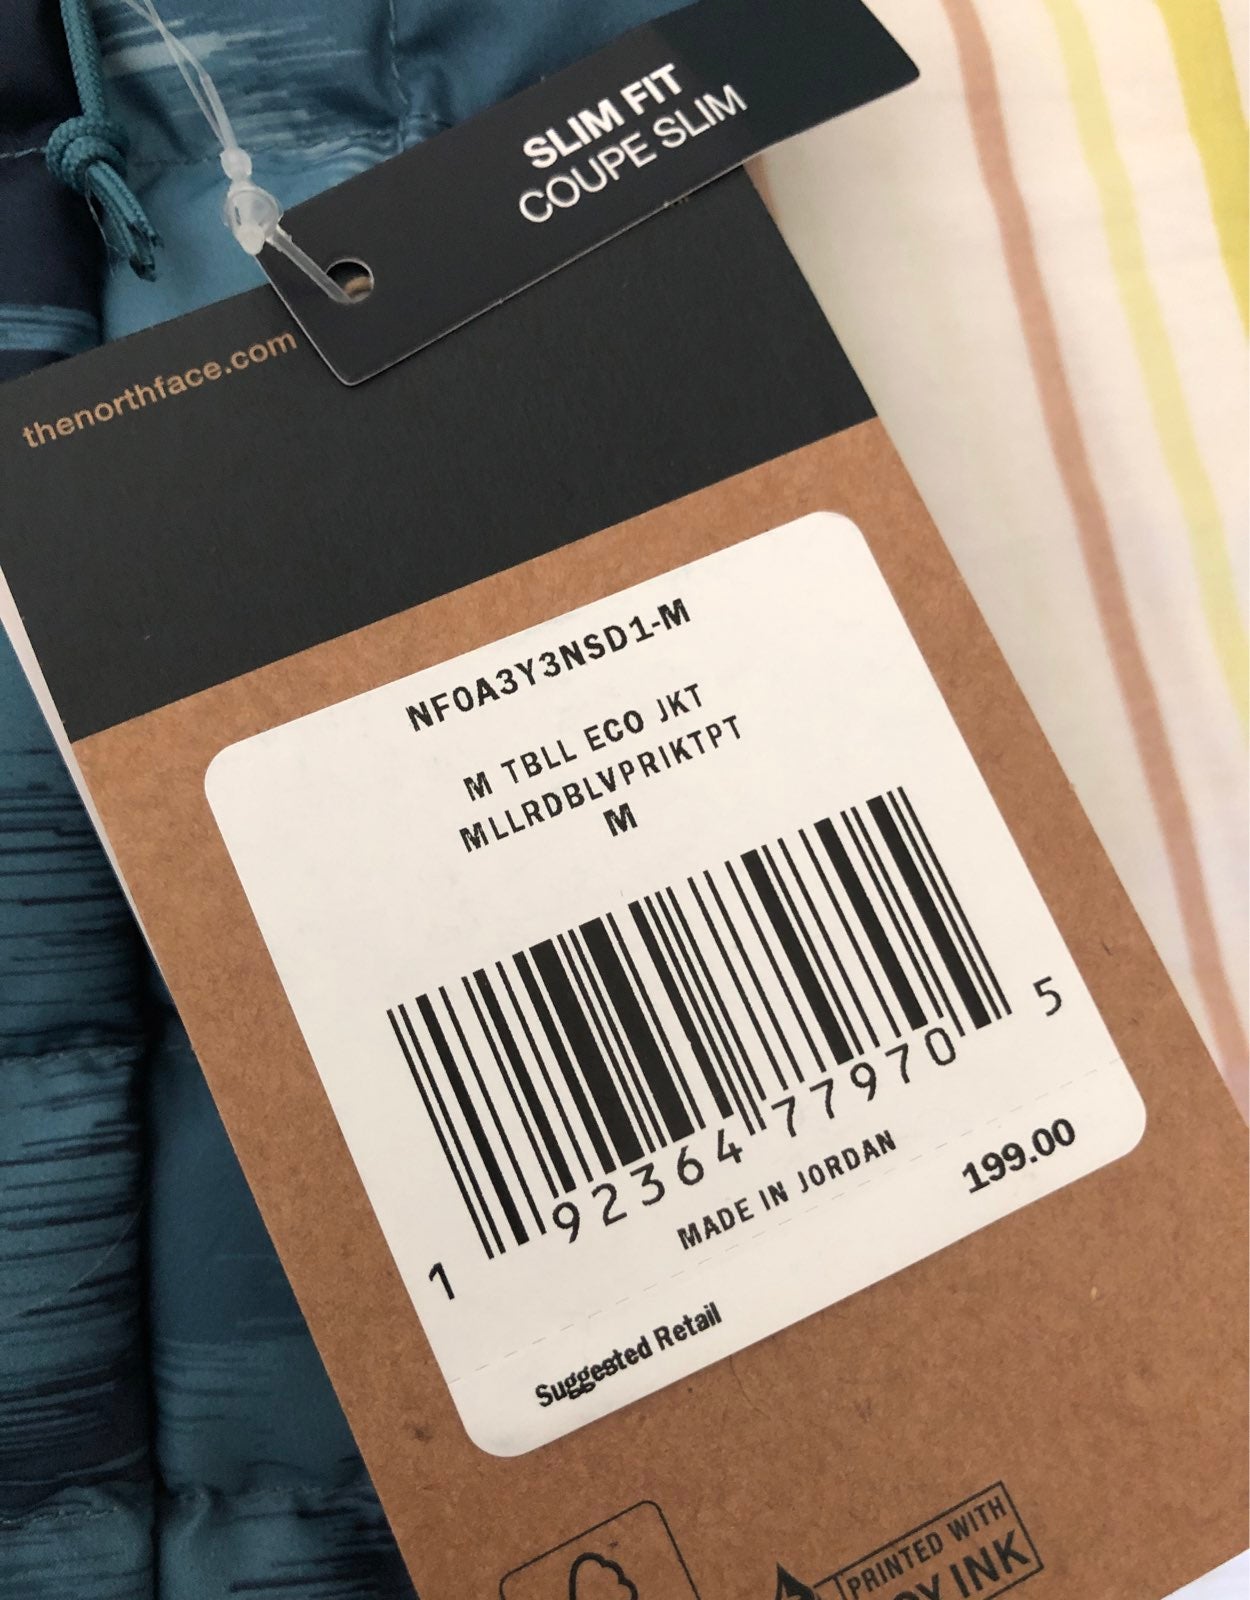 SLIM FIT
COUPE SLIM
thenorthface.com
NF0A3Y3NSD1-M
M TBLL ECO JKT
MLLRDBLVPRIKTPT
M
1 92364 77970 5
MADE IN JORDAN
199.00
Suggested Retail
PRINTED WITH
INK